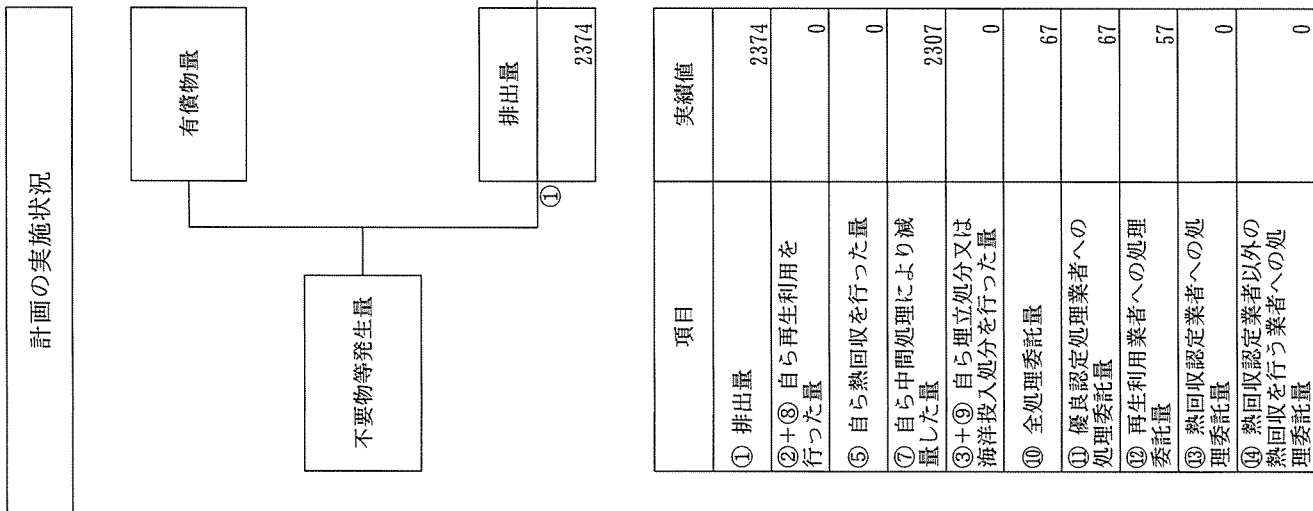 計画の実施状況
不要物等発生量
有償物量
①
排出量
2374
項目
実績値
① 排出量
2374
②+⑧ 自ら再生利用を
行った量
0
⑤ 自ら熱回収を行った量
0
⑦ 自ら中間処理により減
量した量
2307
③+⑨ 自ら埋立処分又は
海洋投入処分を行った量
0
⑩ 全処理委託量
67
⑪ 優良認定処理業者への
処理委託量
67
⑫ 再生利用業者への処理
委託量
57
⑬ 熱回収認定業者への処
理委託量
0
⑭ 熱回収認定業者以外の
熱回収を行う業者への処
理委託量
0